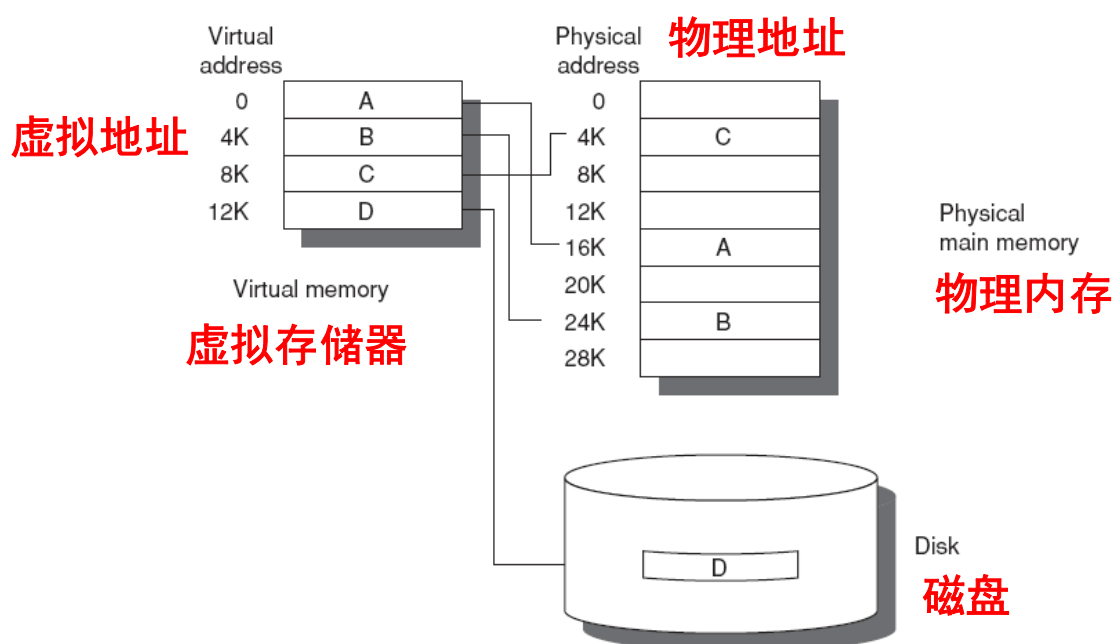 Virtual
address
虚拟地址
0
4K
8K
12K
A
B
C
D
Virtual memory
虚拟存储器
Physical
address
物理地址
0
4K
8K
12K
16K
20K
24K
28K
C
A
B
Physical
main memory
物理内存
D
Disk
磁盘